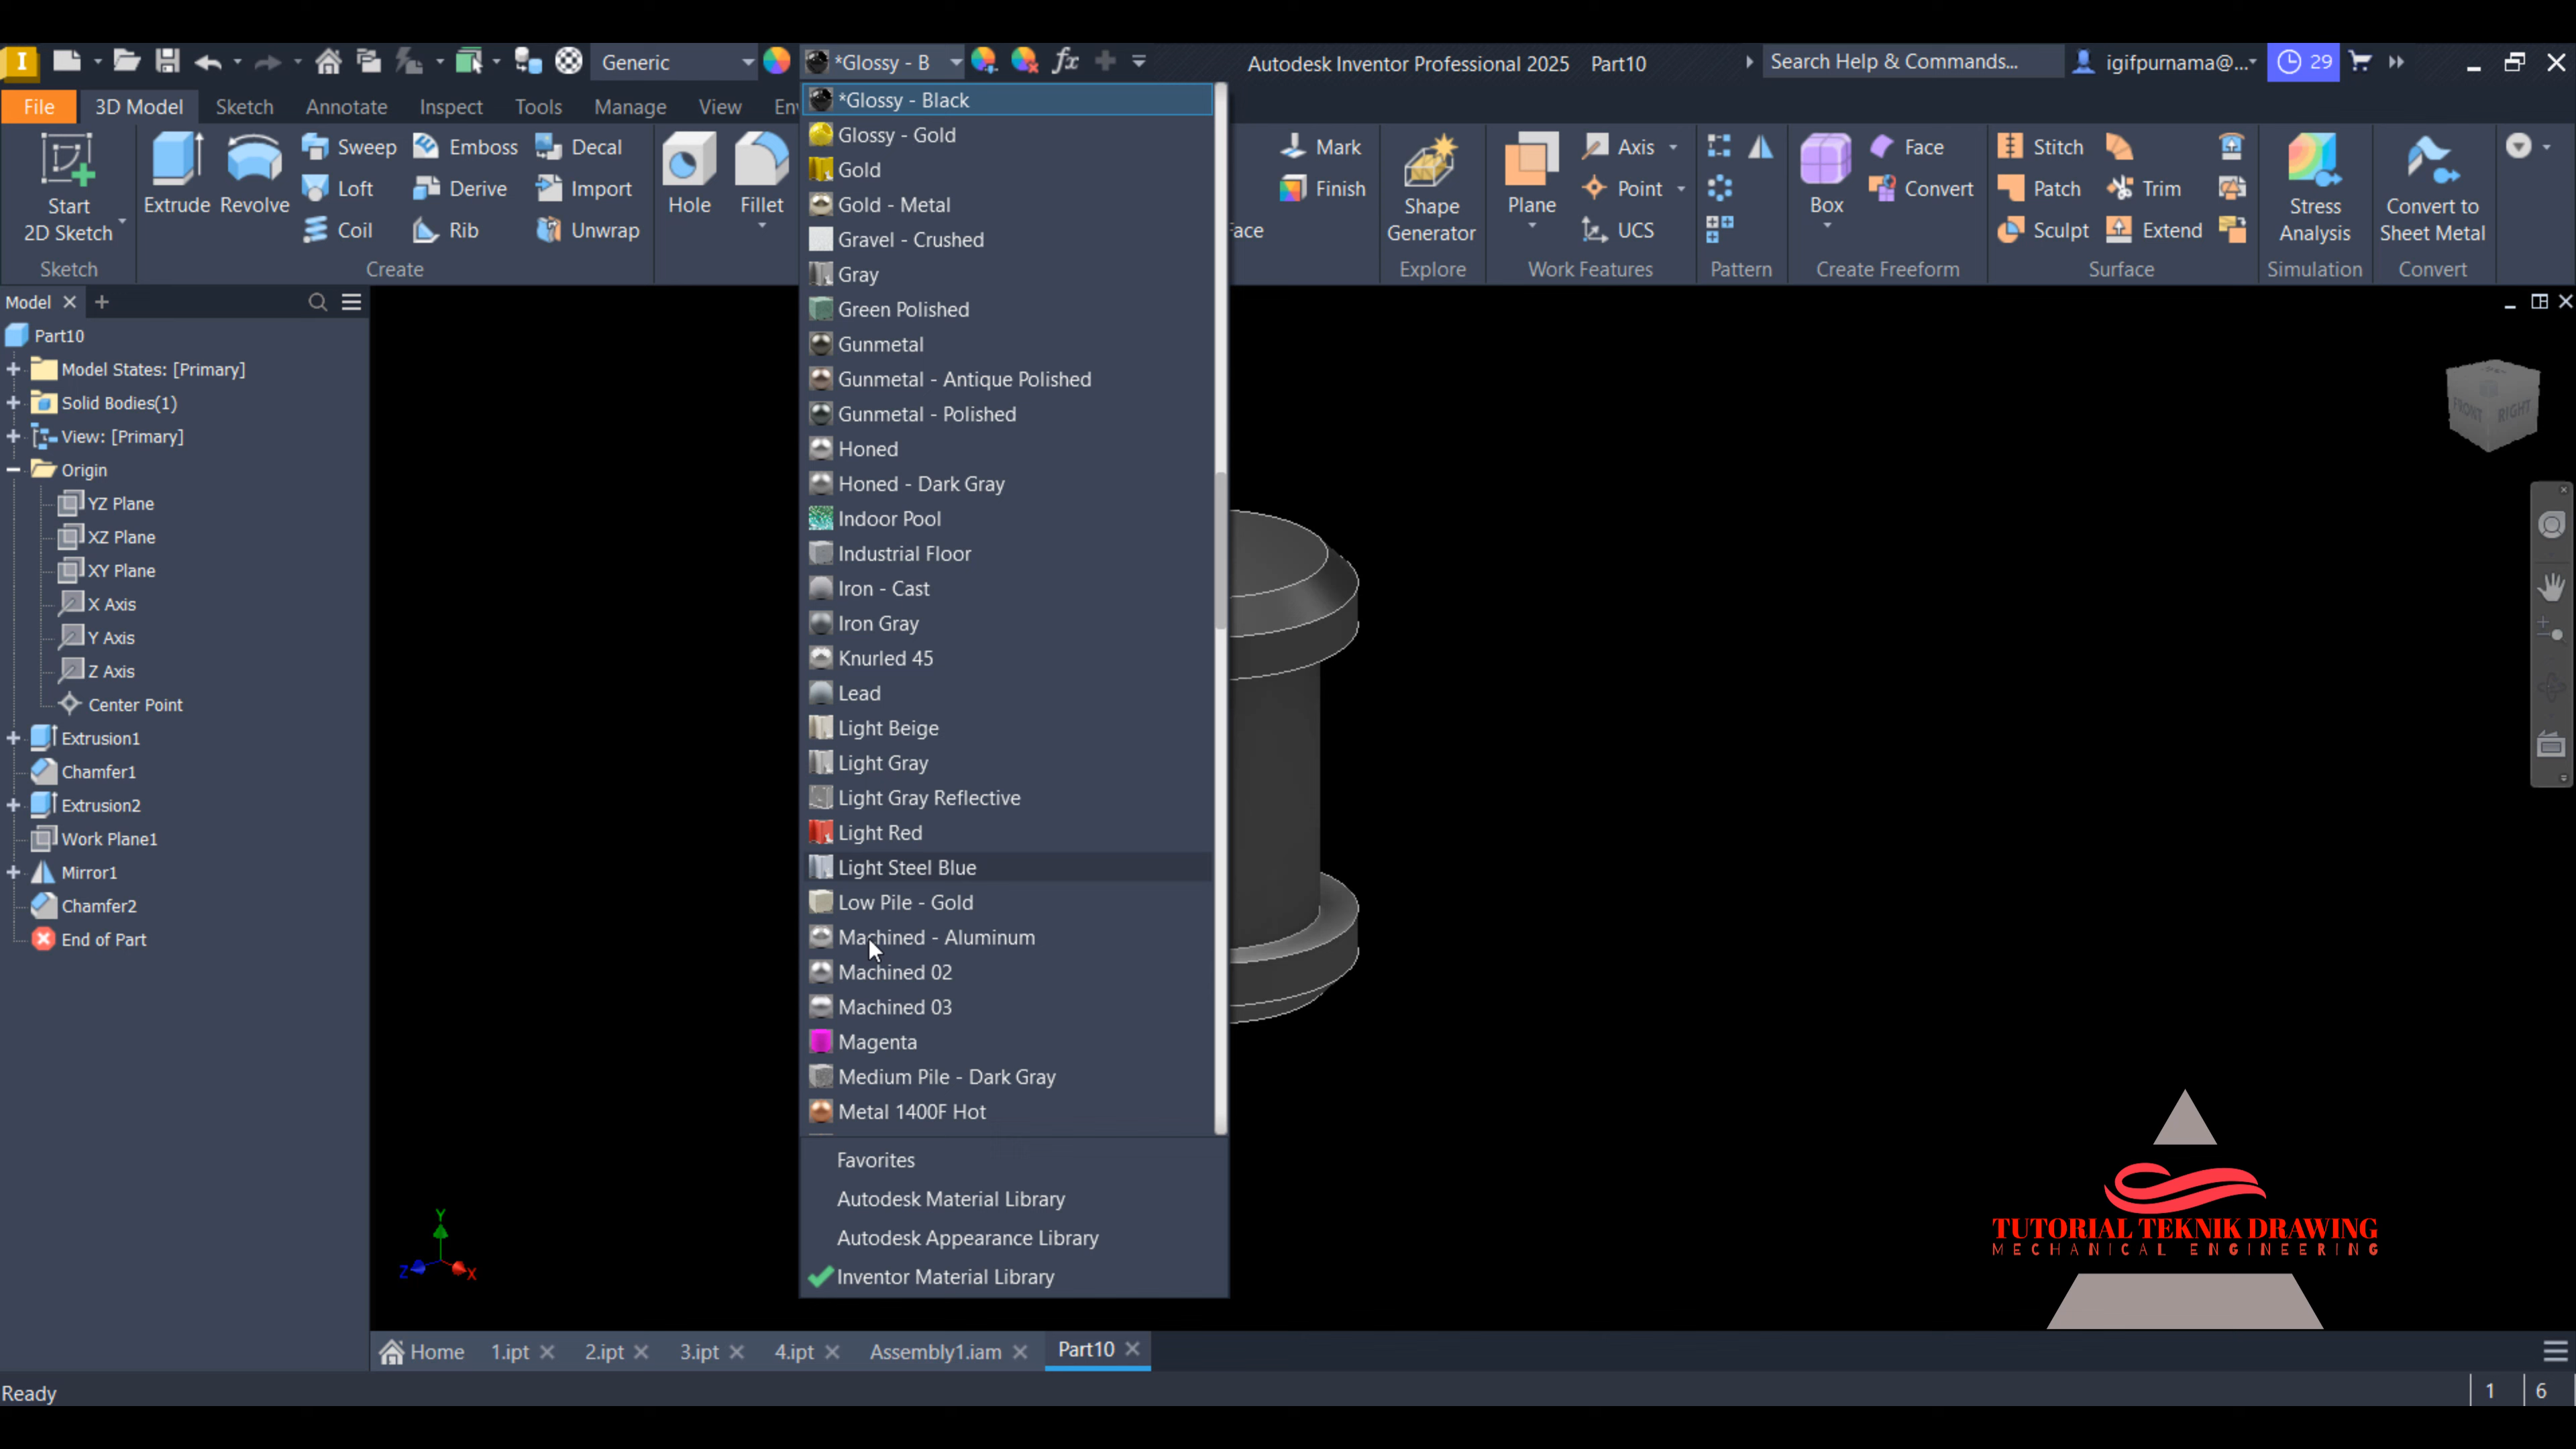 Generic
*Glossy - B
fx
Autodesk Inventor Professional 2025 Part10
Search Help & Commands...
igifpurnama@...
29
File 3D Model Sketch Annotate Inspect Tools Manage View
Start
2D Sketch
Sketch
Extrude
Revolve
Sweep
Loft
Coil
Emboss
Derive
Rib
Decal
Import
Unwrap
Create
Hole
Fillet
Mark
Finish
Shape
Generator
Explore
Plane
Axis
Point
UCS
Work Features
Pattern
Box
Face
Convert
Create Freeform
Stitch
Patch
Sculpt
Trim
Extend
Surface
Stress
Analysis
Simulation
Convert to
Sheet Metal
Convert
Model
Part10
Model States: [Primary]
Solid Bodies(1)
View: [Primary]
Origin
YZ Plane
XZ Plane
XY Plane
X Axis
Y Axis
Z Axis
Center Point
Extrusion1
Chamfer1
Extrusion2
Work Plane1
Mirror1
Chamfer2
End of Part
*Glossy - Black
Glossy - Gold
Gold
Gold - Metal
Gravel - Crushed
Gray
Green Polished
Gunmetal
Gunmetal - Antique Polished
Gunmetal - Polished
Honed
Honed - Dark Gray
Indoor Pool
Industrial Floor
Iron - Cast
Iron Gray
Knurled 45
Lead
Light Beige
Light Gray
Light Gray Reflective
Light Red
Light Steel Blue
Low Pile - Gold
Machined - Aluminum
Machined 02
Machined 03
Magenta
Medium Pile - Dark Gray
Metal 1400F Hot
Favorites
Autodesk Material Library
Autodesk Appearance Library
Inventor Material Library
FRONT RIGHT
Y
Z
X
TUTORIAL TEKNIK DRAWING
MECHANICAL ENGINEERING
Home 1.ipt 2.ipt 3.ipt 4.ipt Assembly1.iam Part10
Ready
1 6